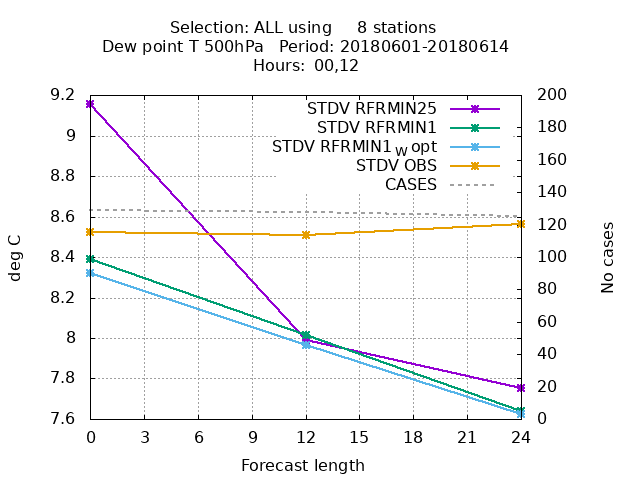 Selection: ALL using 8 stations
Dew point T 500hPa Period: 20180601-20180614
Hours: 00,12
STDV RFRMIN25
STDV RFRMIN1
STDV RFRMIN1_W opt
STDV OBS
CASES
9.2
9
8.8
8.6
8.4
8.2
8
7.8
7.6
deg C
200
180
160
140
120
100
80
60
40
20
0
No cases
0 3 6 9 12 15 18 21 24
Forecast length